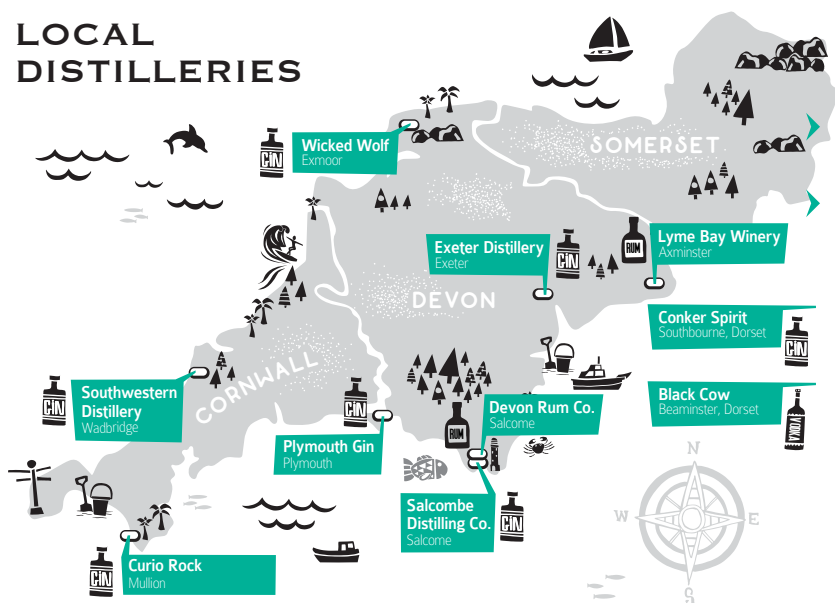 LOCAL
DISTILLERIES
GIN
Wicked Wolf
Exmoor
SOMERSET
Exeter Distillery
Exeter
GIN
RUM
Lyme Bay Winery
Axminster
DEVON
Conker Spirit
Southbourne, Dorset
GIN
CORNWALL
GIN
Southwestern
Distillery
Wadbridge
GIN
Black Cow
Beaminster, Dorset
VODKA
RUM
Devon Rum Co.
Salcome
Plymouth Gin
Plymouth
N
W
E
S
Salcombe
Distilling Co.
Salcome
GIN
GIN
Curio Rock
Mullion